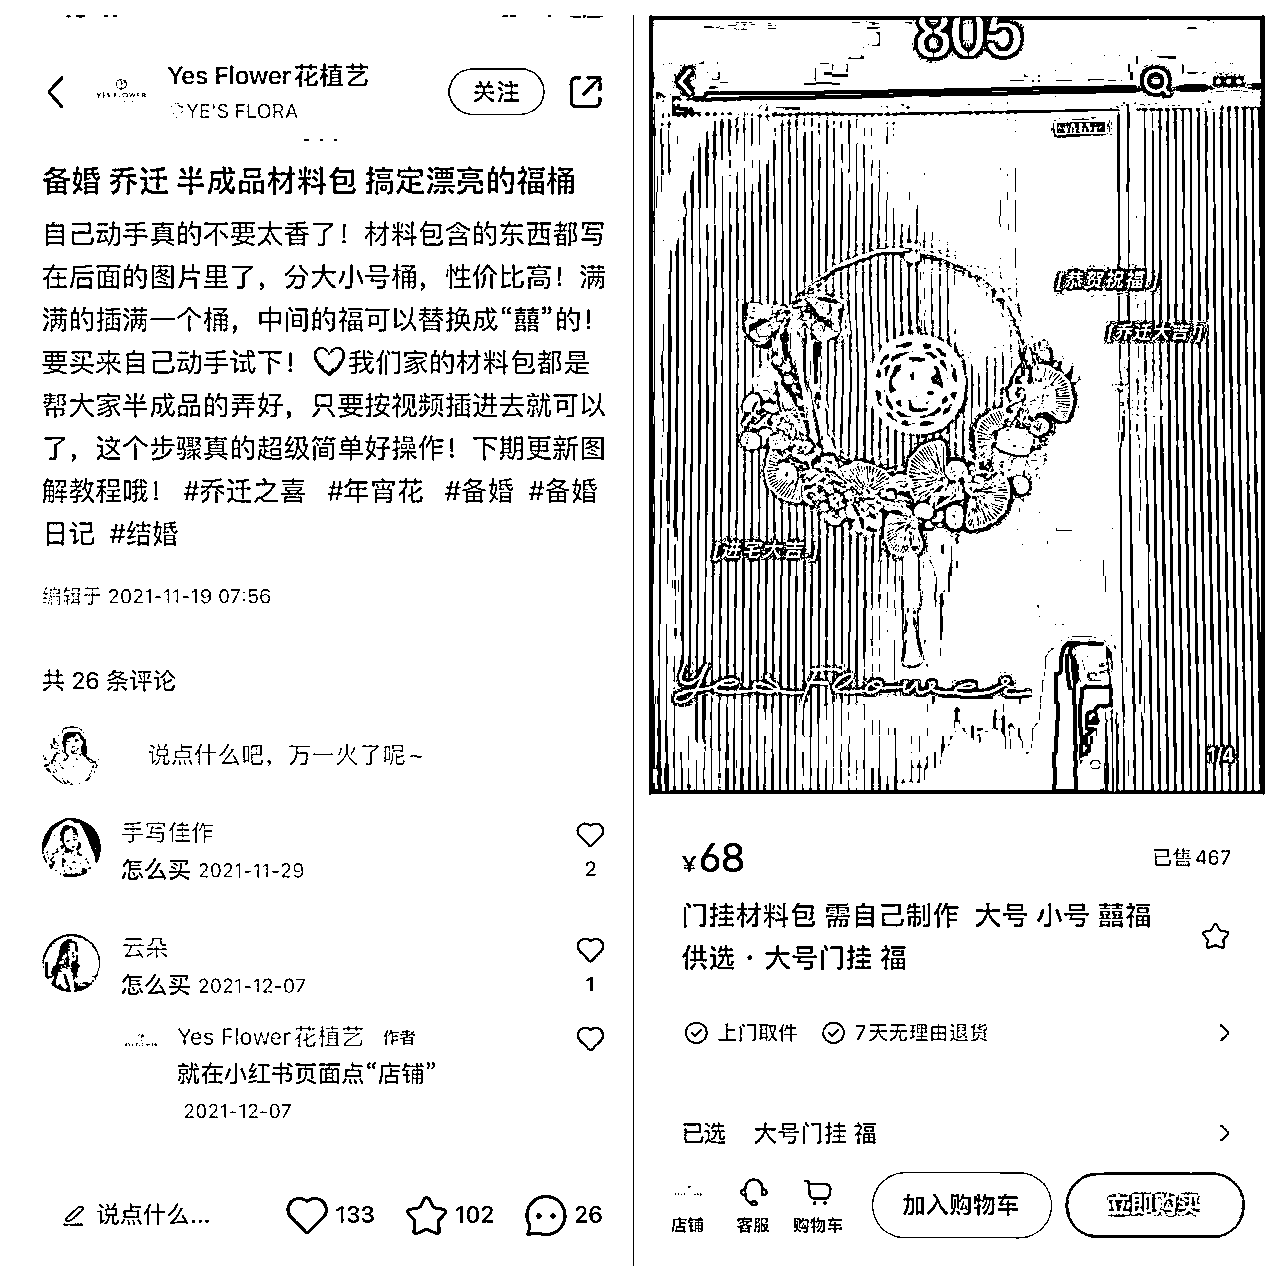 Yes Flower花植艺
YE'S FLORA
关注
备婚 乔迁 半成品材料包 搞定漂亮的福桶
自己动手真的不要太香了！材料包含的东西都写
在后面的图片里了，分大小号桶，性价比高！满
满的插满一个桶，中间的福可以替换成“囍”的！
要买来自己动手试下！♡我们家的材料包都是
帮大家半成品的弄好，只要按视频插进去就可以
了，这个步骤真的超级简单好操作！下期更新图
解教程哦！ #乔迁之喜 #年宵花 #备婚 #备婚
日记 #结婚
编辑于 2021-11-19 07:56
共 26 条评论
说点什么吧，万一火了呢~
手写佳作
怎么买 2021-11-29
2
云朵
怎么买 2021-12-07
1
Yes Flower花植艺 作者
就在小红书页面点“店铺”
2021-12-07
说点什么...
133
102
26
805
[恭贺祝福]
[乔迁大吉]
[进宅大吉]
Yes Flower
¥68
已售467
门挂材料包 需自己制作 大号 小号 囍福
供选·大号门挂 福
上门取件 7天无理由退货
已选 大号门挂 福
店铺
客服
购物车
加入购物车
立即购买